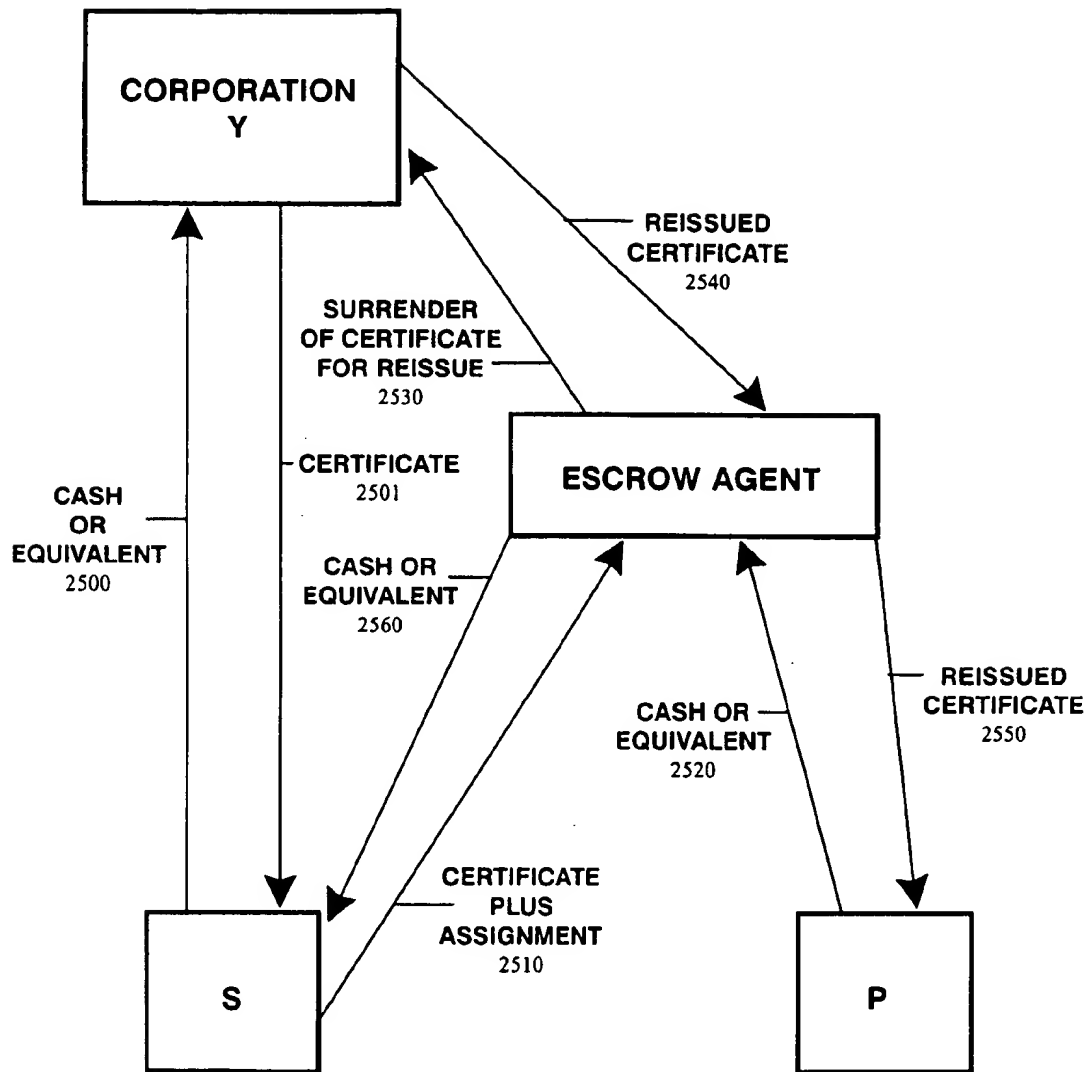 CORPORATION
Y
REISSUED
CERTIFICATE
2540
SURRENDER
OF CERTIFICATE
FOR REISSUE
2530
CERTIFICATE
2501
ESCROW AGENT
CASH
OR
EQUIVALENT
2500
CASH OR
EQUIVALENT
2560
REISSUED
CERTIFICATE
2550
CASH OR
EQUIVALENT
2520
CERTIFICATE
PLUS
ASSIGNMENT
2510
S
P